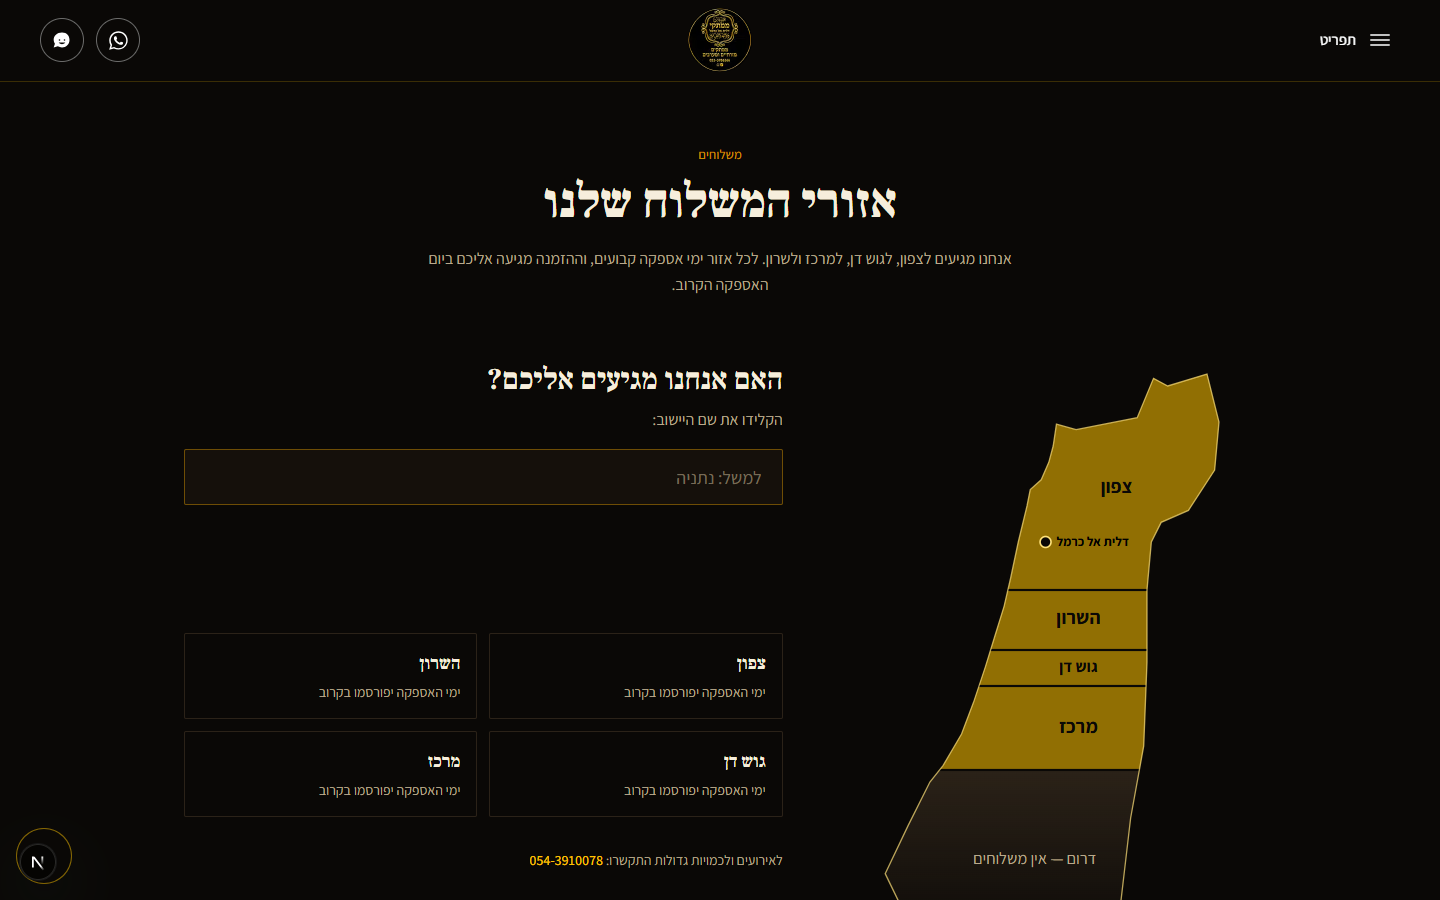 תפריט
ממתקי
משלוחים
אזורי המשלוח שלנו
אנחנו מגיעים לצפון, לגוש דן, למרכז ולשרון. לכל אזור ימי אספקה קבועים, וההזמנה מגיעה אליכם ביום
האספקה הקרוב.
האם אנחנו מגיעים אליכם?
הקלידו את שם היישוב:
למשל: נתניה
צפון
ימי האספקה יפורסמו בקרוב
השרון
ימי האספקה יפורסמו בקרוב
גוש דן
ימי האספקה יפורסמו בקרוב
מרכז
ימי האספקה יפורסמו בקרוב
לאירועים ולכמויות גדולות התקשרו: 054-3910078
צפון
דלית אל כרמל
השרון
גוש דן
מרכז
דרום — אין משלוחים
N